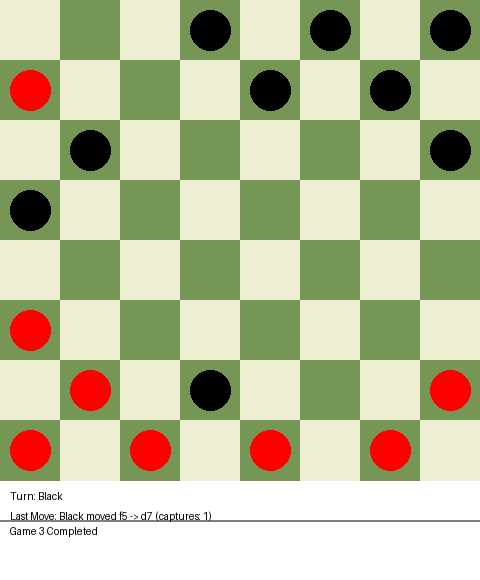 Turn: Black
Last Move: Black moved f5 -> d7 (captures: 1)
Game 3 Completed